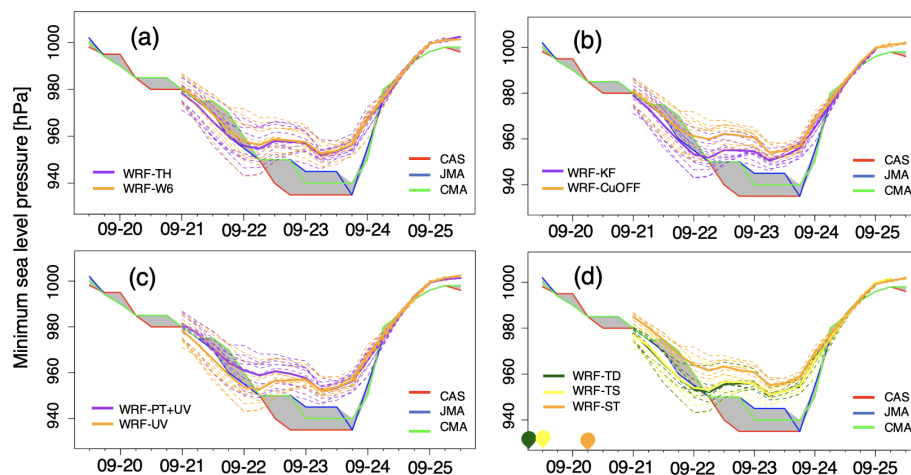 Minimum sea level pressure [hPa]
(a)
1000
980
960
940
WRF-TH
WRF-W6
CAS
JMA
CMA
09-20 09-21 09-22 09-23 09-24 09-25
(b)
1000
980
960
940
WRF-KF
WRF-CuOFF
CAS
JMA
CMA
09-20 09-21 09-22 09-23 09-24 09-25
(c)
1000
980
960
940
WRF-PT+UV
WRF-UV
CAS
JMA
CMA
09-20 09-21 09-22 09-23 09-24 09-25
(d)
1000
980
960
940
WRF-TD
WRF-TS
WRF-ST
CAS
JMA
CMA
09-20 09-21 09-22 09-23 09-24 09-25